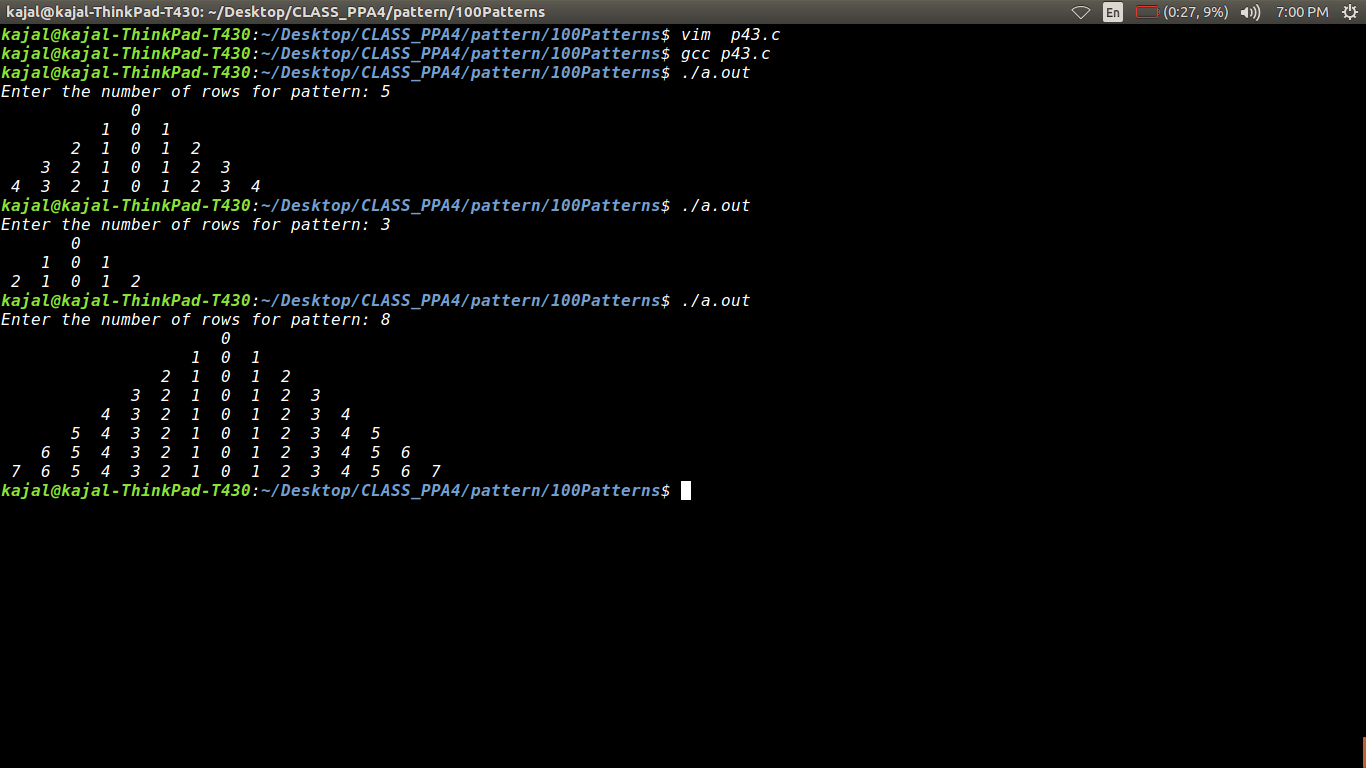 kajal@kajal-ThinkPad-T430: ~/Desktop/CLASS_PPA4/pattern/100Patterns En (0:27, 9%) 7:00 PM
kajal@kajal-ThinkPad-T430:~/Desktop/CLASS_PPA4/pattern/100Patterns$ vim  p43.c
kajal@kajal-ThinkPad-T430:~/Desktop/CLASS_PPA4/pattern/100Patterns$ gcc p43.c
kajal@kajal-ThinkPad-T430:~/Desktop/CLASS_PPA4/pattern/100Patterns$ ./a.out
Enter the number of rows for pattern: 5
             0
          1  0  1
       2  1  0  1  2
    3  2  1  0  1  2  3
 4  3  2  1  0  1  2  3  4
kajal@kajal-ThinkPad-T430:~/Desktop/CLASS_PPA4/pattern/100Patterns$ ./a.out
Enter the number of rows for pattern: 3
       0
    1  0  1
 2  1  0  1  2
kajal@kajal-ThinkPad-T430:~/Desktop/CLASS_PPA4/pattern/100Patterns$ ./a.out
Enter the number of rows for pattern: 8
                      0
                   1  0  1
                2  1  0  1  2
             3  2  1  0  1  2  3
          4  3  2  1  0  1  2  3  4
       5  4  3  2  1  0  1  2  3  4  5
    6  5  4  3  2  1  0  1  2  3  4  5  6
 7  6  5  4  3  2  1  0  1  2  3  4  5  6  7
kajal@kajal-ThinkPad-T430:~/Desktop/CLASS_PPA4/pattern/100Patterns$